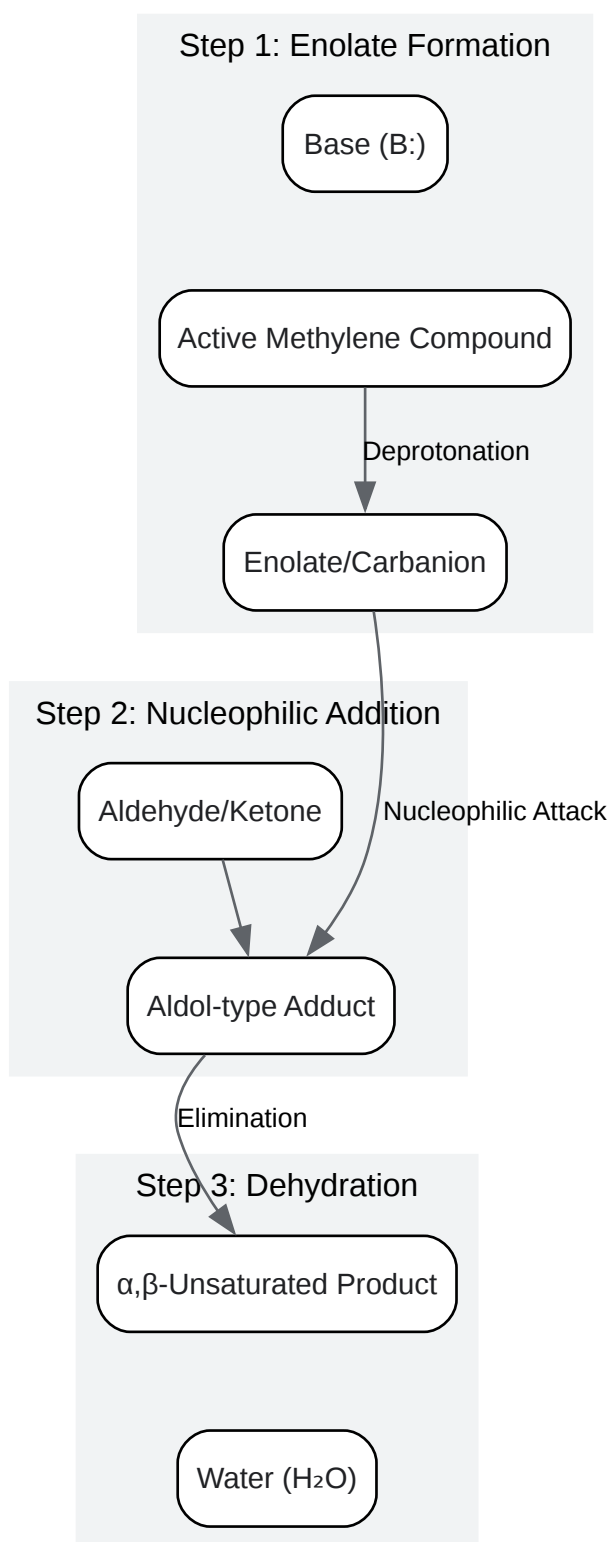 Step 1: Enolate Formation
Base (B:)
Active Methylene Compound
Deprotonation
Enolate/Carbanion
Step 2: Nucleophilic Addition
Aldehyde/Ketone
Nucleophilic Attack
Aldol-type Adduct
Elimination
Step 3: Dehydration
α,β-Unsaturated Product
Water (H₂O)